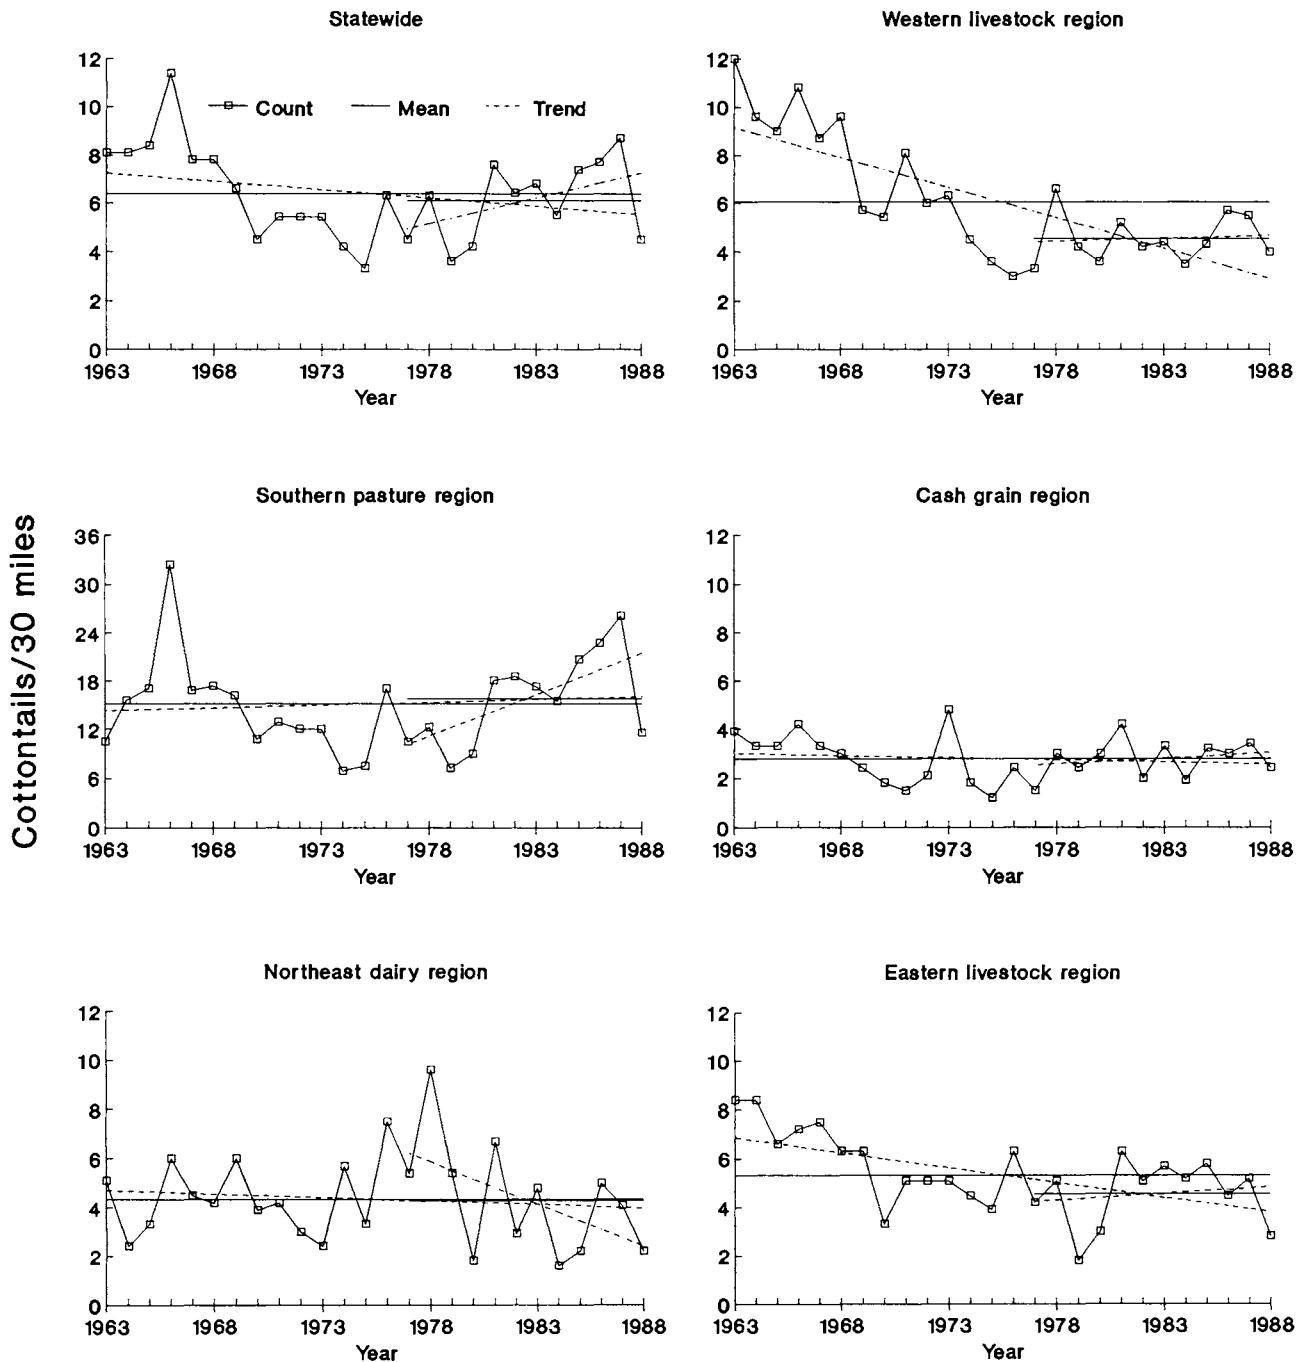 Statewide
12
10
8
6
4
2
0
Count Mean Trend
1963 1968 1973 1978 1983 1988
Year
Western livestock region
12
10
8
6
4
2
0
1963 1968 1973 1978 1983 1988
Year
Cottontails/30 miles
Southern pasture region
36
30
24
18
12
6
0
1963 1968 1973 1978 1983 1988
Year
Cash grain region
12
10
8
6
4
2
0
1963 1968 1973 1978 1983 1988
Year
Northeast dairy region
12
10
8
6
4
2
0
1963 1968 1973 1978 1983 1988
Year
Eastern livestock region
12
10
8
6
4
2
0
1963 1968 1973 1978 1983 1988
Year